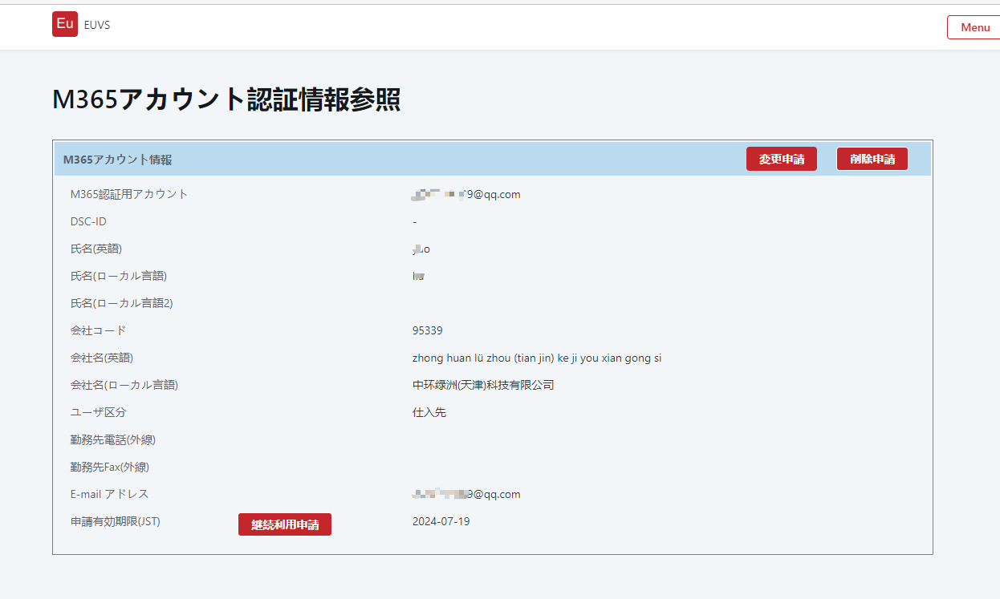 Eu EUVS
Menu
M365アカウント認証情報参照
M365アカウント情報 変更申請 削除申請
M365認証用アカウント 9@qq.com
DSC-ID -
氏名(英語)
氏名(ローカル言語)
氏名(ローカル言語2)
会社コード 95339
会社名(英語) zhong huan lü zhou (tian jin) ke ji you xian gong si
会社名(ローカル言語) 中环绿洲(天津)科技有限公司
ユーザ区分 仕入先
勤務先電話(外線)
勤務先Fax(外線)
E-mail アドレス 9@qq.com
申請有効期限(JST) 継続利用申請 2024-07-19